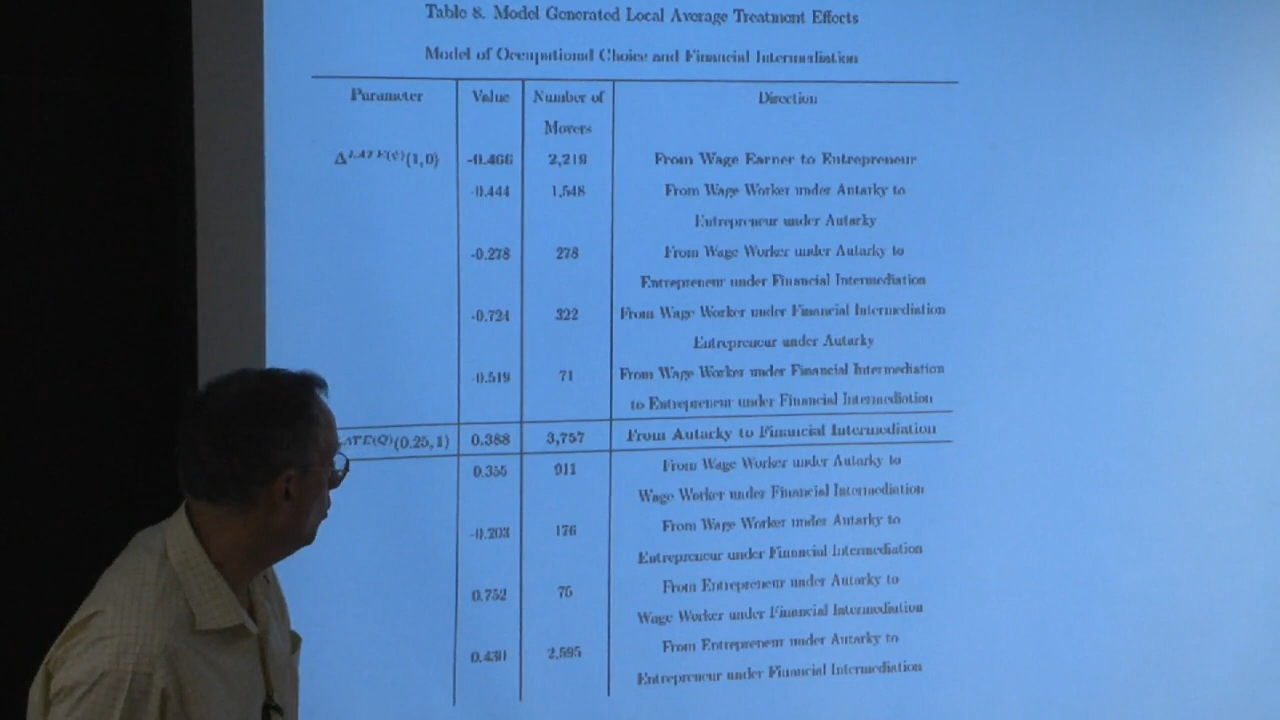 Table 8. Model Generated Local Average Treatment Effects
Model of Occupational Choice and Financial Intermediation
Parameter Value Number of Direction
Movers
Δ^LATE(ψ)(1,0) -0.466 2,219 From Wage Earner to Entrepreneur
-0.444 1,548 From Wage Worker under Autarky to
Entrepreneur under Autarky
-0.278 278 From Wage Worker under Autarky to
Entrepreneur under Financial Intermediation
-0.724 322 From Wage Worker under Financial Intermediation
Entrepreneur under Autarky
-0.519 71 From Wage Worker under Financial Intermediation
to Entrepreneur under Financial Intermediation
ATE(Q)(0.25,1) 0.388 3,757 From Autarky to Financial Intermediation
0.355 911 From Wage Worker under Autarky to
Wage Worker under Financial Intermediation
176 From Wage Worker under Autarky to
Entrepreneur under Financial Intermediation
0.752 From Entrepreneur under Autarky to
Wage Worker under Financial Intermediation
2,595 From Entrepreneur under Autarky to
Entrepreneur under Financial Intermediation